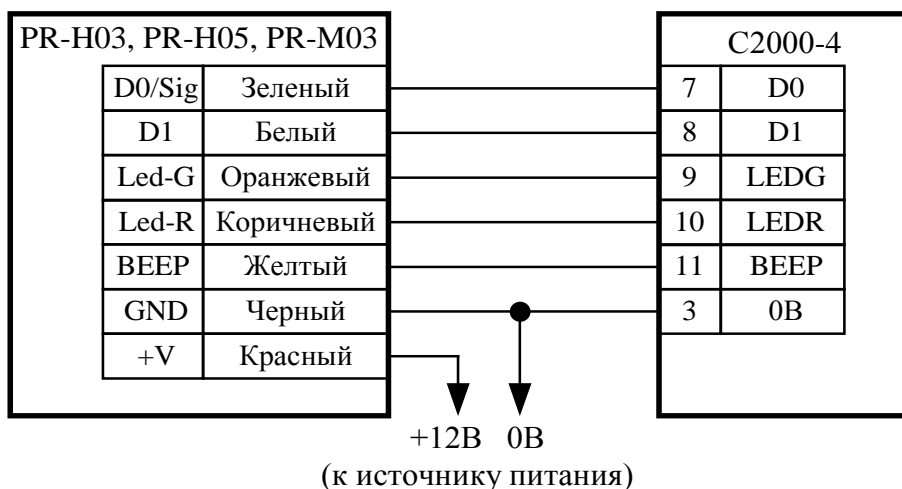 PR-H03, PR-H05, PR-M03 C2000-4
D0/Sig Зеленый 7 D0
D1 Белый 8 D1
Led-G Оранжевый 9 LEDG
Led-R Коричневый 10 LEDR
BEEP Желтый 11 BEEP
GND Черный 3 0В
+V Красный
+12В 0В
(к источнику питания)